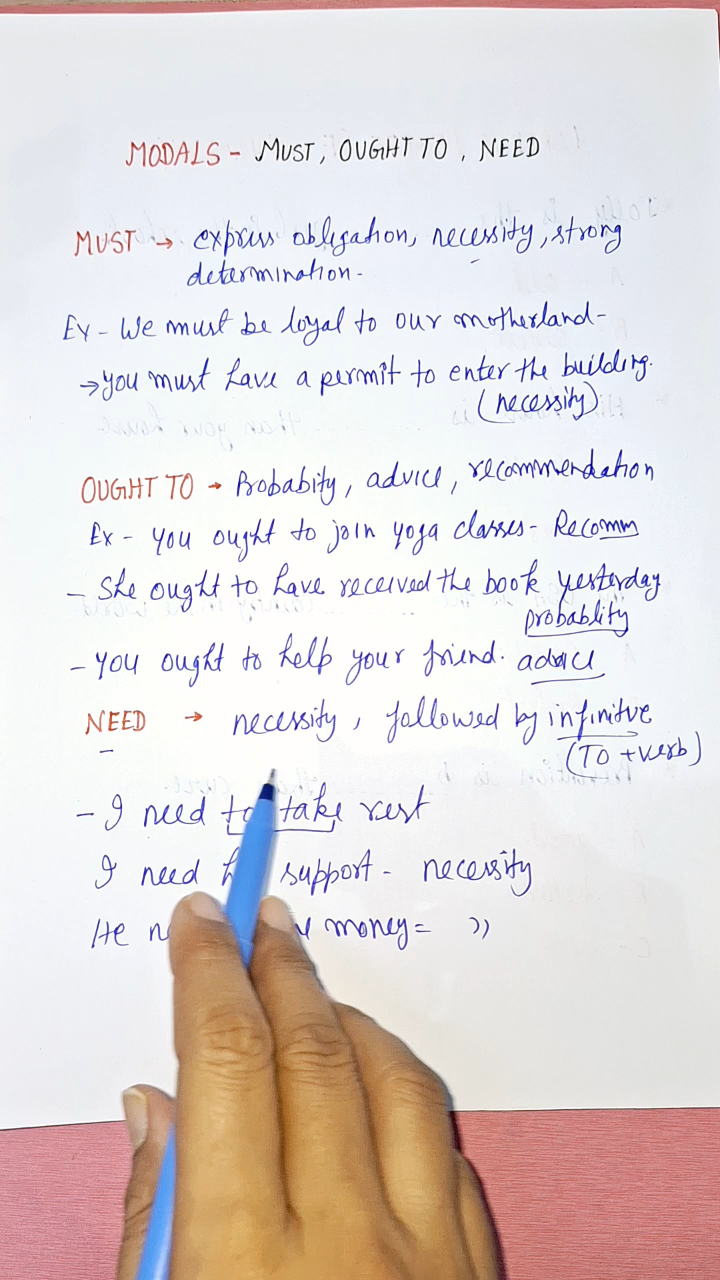 MODALS - MUST, OUGHT TO, NEED
MUST → express obligation, necessity, strong
determination-
Ex - We must be loyal to our motherland-
→ you must have a permit to enter the building.
(necessity)
OUGHT TO → Probabity, advice, recommendation
Ex - you ought to join yoga classes - Recomm
- She ought to have received the book yesterday
probablity
- you ought to help your friend. advice
NEED → necessity, followed by infinitve
(To + verb)
- I need to take rest
I need support - necessity
He money = ))